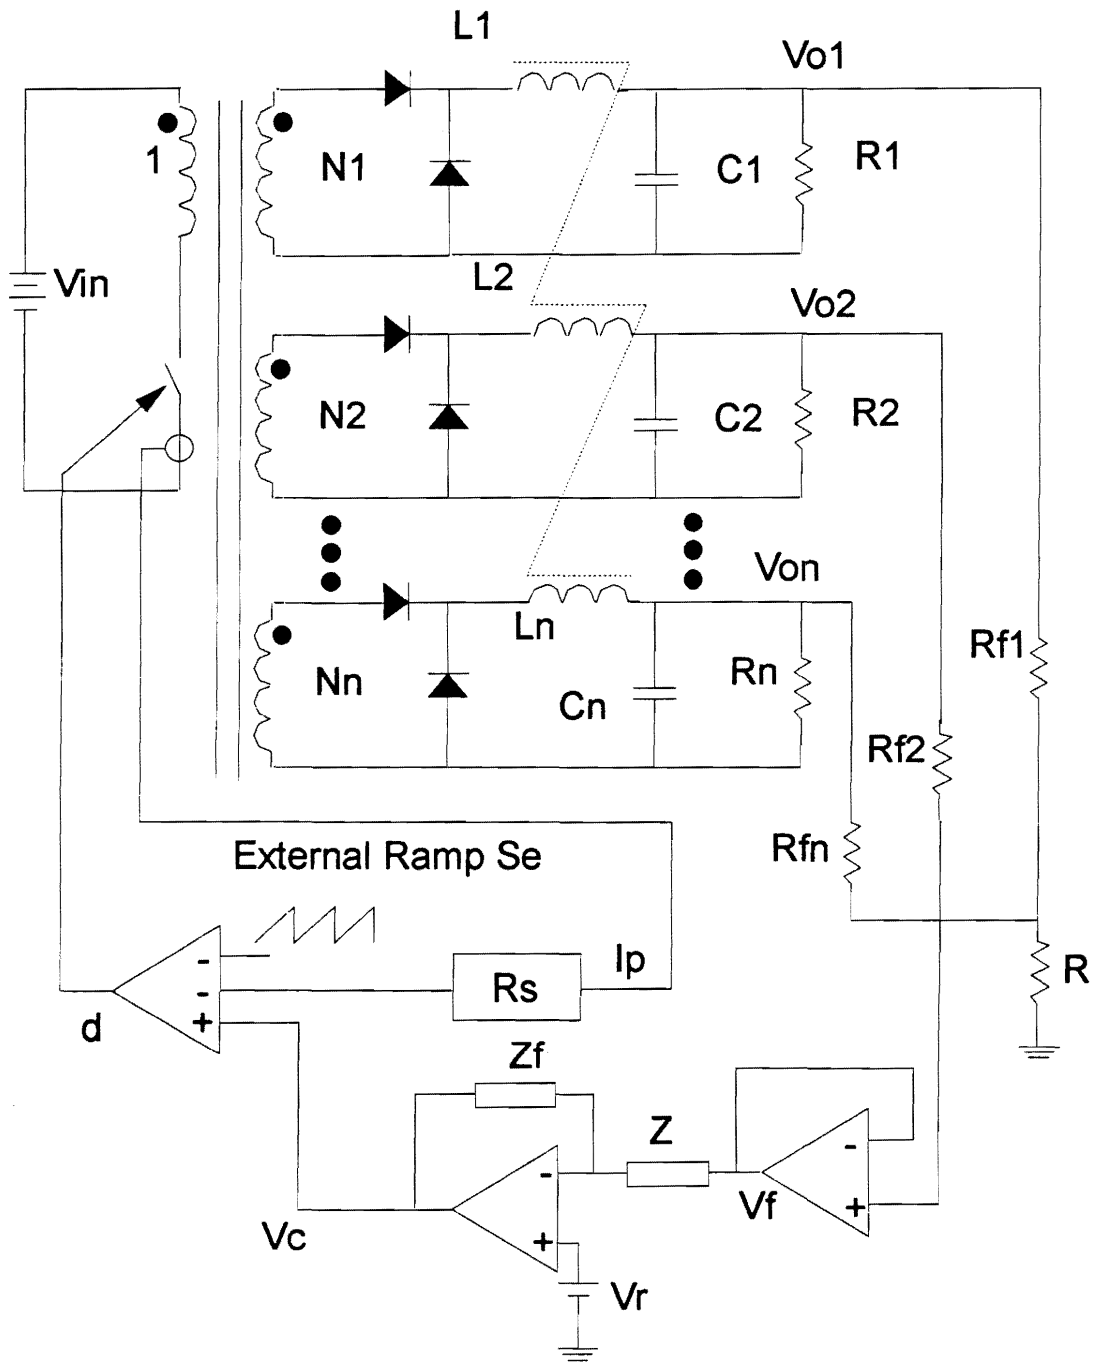 L1
Vo1
1
N1
C1
R1
Vin
L2
Vo2
N2
C2
R2
Von
Ln
Nn
Cn
Rn
Rf1
Rf2
Rfn
External Ramp Se
-
-
+
d
Rs
Ip
R
Zf
Z
-
+
Vf
-
+
Vc
Vr